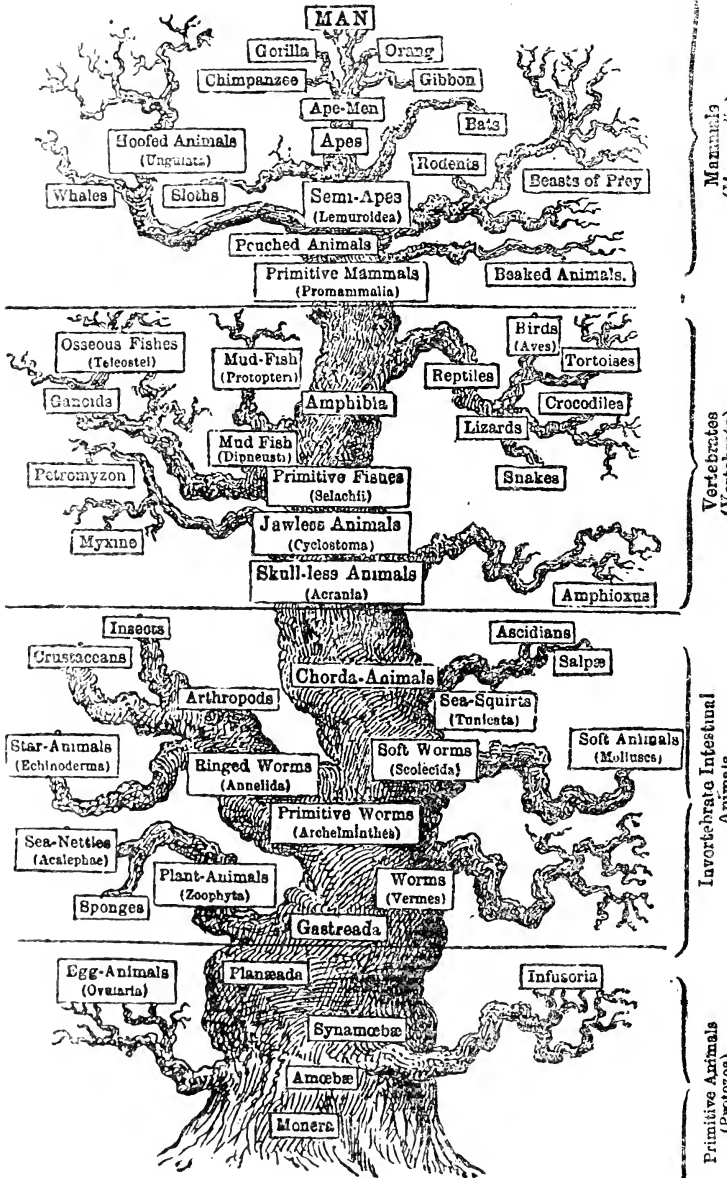 MAN
Gorilla
Orang
Chimpanzee
Gibbon
Ape-Men
Bats
Hoofed Animals
(Ungulata)
Apes
Rodents
Whales
Sloths
Semi-Apes
(Lemuroidea)
Beasts of Prey
Pouched Animals
Primitive Mammals
(Promammalia)
Beaked Animals.
Mammals
Osseous Fishes
(Teleostei)
Mud-Fish
(Protopteri)
Birds
(Aves)
Tortoises
Reptiles
Ganoids
Amphibia
Crocodiles
Lizards
Mud Fish
(Dipneusti)
Petromyzon
Primitive Fishes
(Selachii)
Snakes
Jawless Animals
(Cyclostoma)
Myxine
Skull-less Animals
(Acrania)
Amphioxus
Vertebrates
Insects
Ascidians
Crustaceans
Salpæ
Chorda-Animals
Arthropods
Sea-Squirts
(Tunicata)
Star-Animals
(Echinoderma)
Ringed Worms
(Annelida)
Soft Worms
(Scolecida)
Soft Animals
(Molluscs)
Primitive Worms
(Archelminthes)
Sea-Nettles
(Acalephae)
Plant-Animals
(Zoophyta)
Worms
(Vermes)
Sponges
Gastreada
Invertebrate Intestinal
Animals
Egg-Animals
(Ovularia)
Planæada
Infusoria
Synamœbæ
Amœbæ
Monera
Primitive Animals